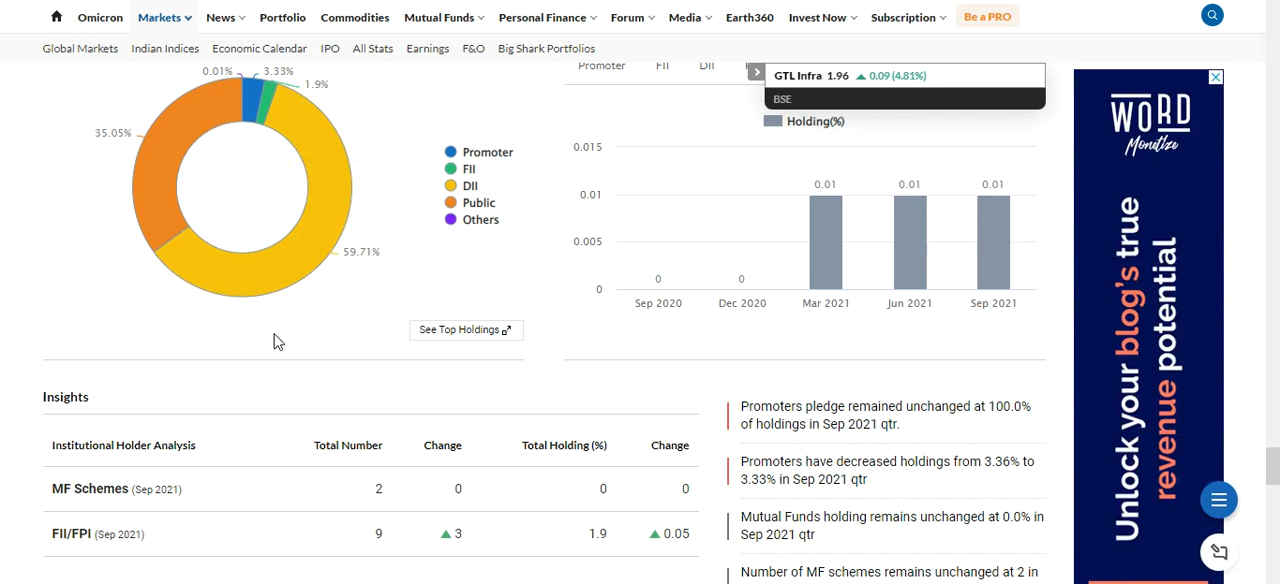 Omicron Markets News Portfolio Commodities Mutual Funds Personal Finance Forum Media Earth360 Invest Now Subscription Be a PRO
Global Markets Indian Indices Economic Calendar IPO All Stats Earnings F&O Big Shark Portfolios
0.01%
3.33%
1.9%
35.05%
59.71%
Promoter
FII
DII
Public
Others
See Top Holdings
Promoter FII DII
GTL Infra 1.96 ▲ 0.09 (4.81%)
BSE
Holding(%)
0.015
0.01
0.005
0
0 0 0.01 0.01 0.01
Sep 2020 Dec 2020 Mar 2021 Jun 2021 Sep 2021
Insights
Institutional Holder Analysis Total Number Change Total Holding (%) Change
MF Schemes (Sep 2021) 2 0 0 0
FII/FPI (Sep 2021) 9 ▲ 3 1.9 ▲ 0.05
Promoters pledge remained unchanged at 100.0%
of holdings in Sep 2021 qtr.
Promoters have decreased holdings from 3.36% to
3.33% in Sep 2021 qtr
Mutual Funds holding remains unchanged at 0.0% in
Sep 2021 qtr
Number of MF schemes remains unchanged at 2 in
WORD
Monetize
Unlock your blog's true
revenue potential